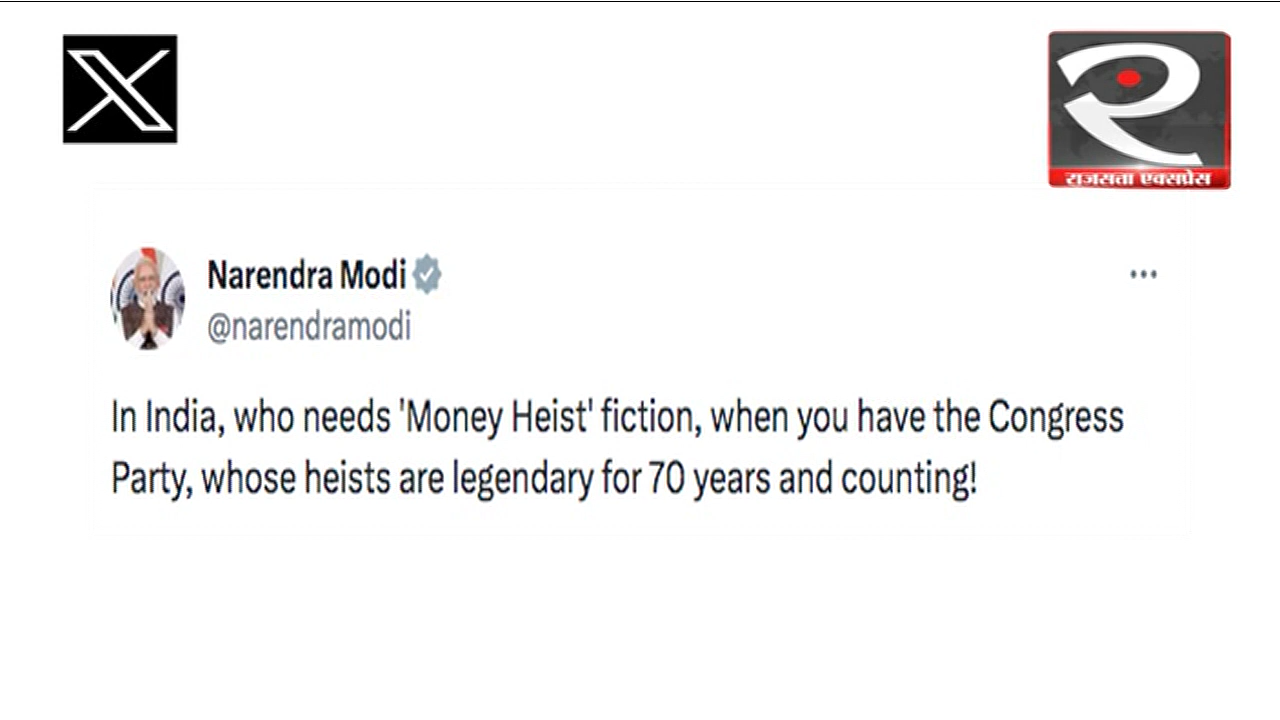 राजसत्ता एक्सप्रेस
Narendra Modi
@narendramodi
In India, who needs 'Money Heist' fiction, when you have the Congress
Party, whose heists are legendary for 70 years and counting!